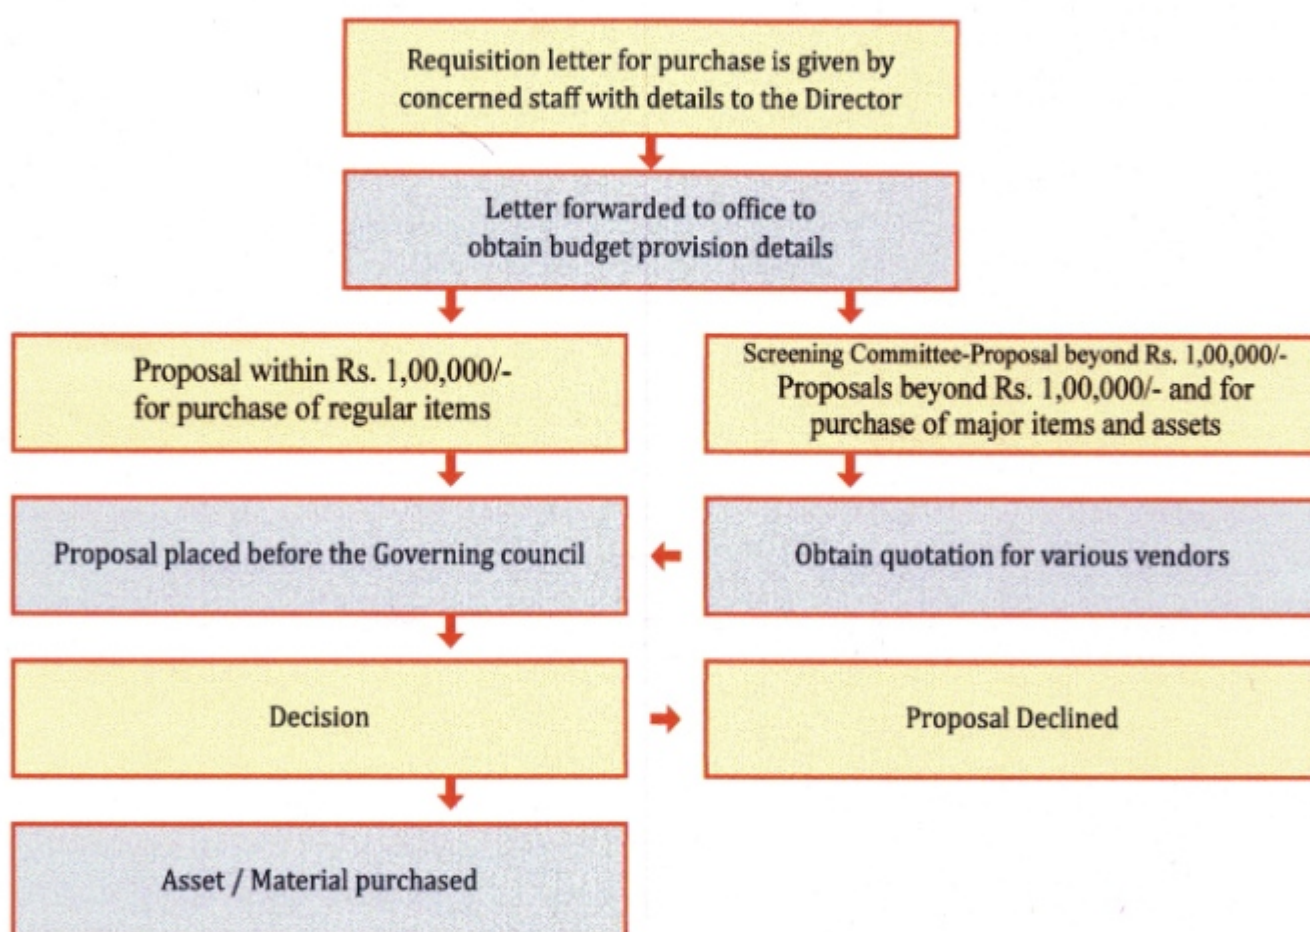 Requisition letter for purchase is given by
concerned staff with details to the Director
Letter forwarded to office to
obtain budget provision details
Proposal within Rs. 1,00,000/-
for purchase of regular items
Screening Committee-Proposal beyond Rs. 1,00,000/-
Proposals beyond Rs. 1,00,000/- and for
purchase of major items and assets
Proposal placed before the Governing council
Obtain quotation for various vendors
Decision
Proposal Declined
Asset / Material purchased